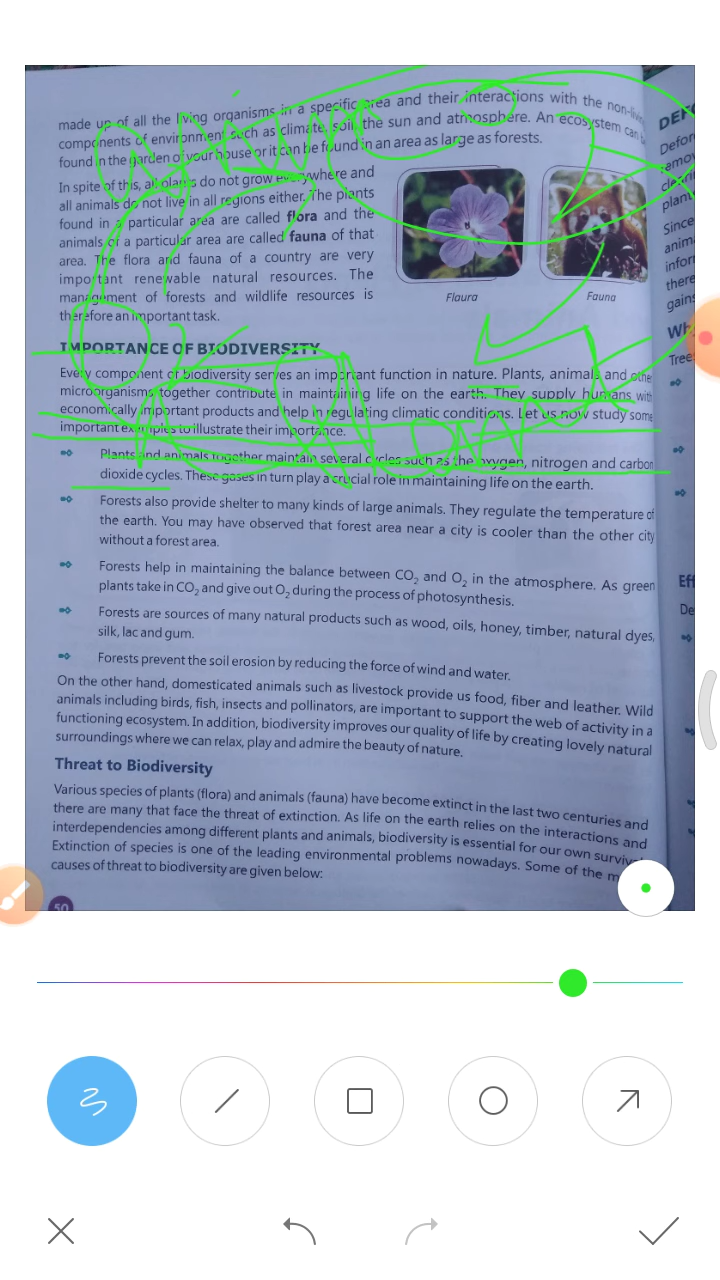 made up of all the living organisms in a specific area and their interactions with the non-living
components of environment such as climate, soil, the sun and atmosphere. An ecosystem can
found in the garden of your house or it can be found in an area as large as forests.
In spite of this, all plants do not grow everywhere and
all animals do not live in all regions either. The plants
found in a particular area are called flora and the
animals of a particular area are called fauna of that
area. The flora and fauna of a country are very
important renewable natural resources. The
management of forests and wildlife resources is
therefore an important task.
Flaura
Fauna
IMPORTANCE OF BIODIVERSITY
Every component of biodiversity serves an important function in nature. Plants, animals and othe
microorganisms together contribute in maintaining life on the earth. They supply humans with
economically important products and help in regulating climatic conditions. Let us now study some
important examples to illustrate their importance.
Plants and animals together maintain several cycles such as the oxygen, nitrogen and carbon
dioxide cycles. These gases in turn play a crucial role in maintaining life on the earth.
Forests also provide shelter to many kinds of large animals. They regulate the temperature of
the earth. You may have observed that forest area near a city is cooler than the other city
without a forest area.
Forests help in maintaining the balance between CO₂ and O₂ in the atmosphere. As green
plants take in CO₂ and give out O₂ during the process of photosynthesis.
Forests are sources of many natural products such as wood, oils, honey, timber, natural dyes,
silk, lac and gum.
Forests prevent the soil erosion by reducing the force of wind and water.
On the other hand, domesticated animals such as livestock provide us food, fiber and leather. Wild
animals including birds, fish, insects and pollinators, are important to support the web of activity in a
functioning ecosystem. In addition, biodiversity improves our quality of life by creating lovely natural
surroundings where we can relax, play and admire the beauty of nature.
Threat to Biodiversity
Various species of plants (flora) and animals (fauna) have become extinct in the last two centuries and
there are many that face the threat of extinction. As life on the earth relies on the interactions and
interdependencies among different plants and animals, biodiversity is essential for our own surviv
Extinction of species is one of the leading environmental problems nowadays. Some of the m
causes of threat to biodiversity are given below:
50
DEFO
Defor
remov
plant
Since
anim
infor
there
gains
Wh
Tree
Eff
De